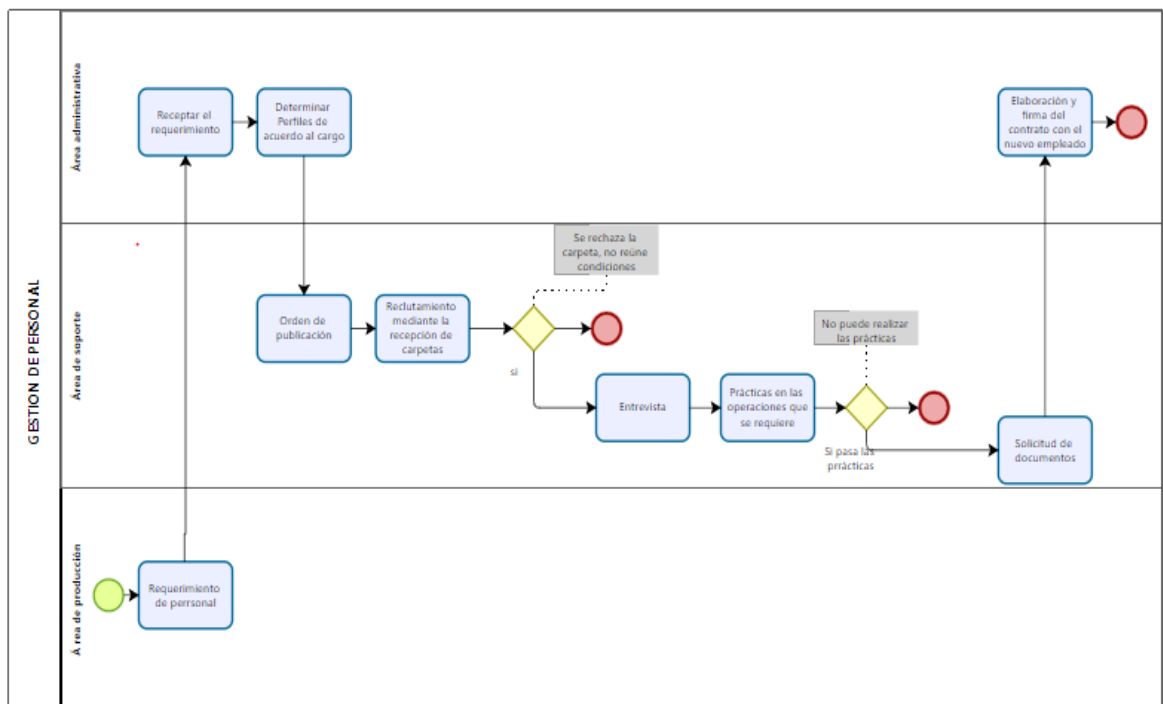 GESTION DE PERSONAL
Área administrativa
Receptar el
requerimiento
Determinar
Perfiles de
acuerdo al cargo
Elaboración y
firma del
contrato con el
nuevo empleado
Área de soporte
Se rechaza la
carpeta, no reúne
condiciones
Orden de
publicación
Reclutamiento
mediante la
recepción de
carpetas
si
No puede realizar
las prácticas
Entrevista
Prácticas en las
operaciones que
se requiere
Si pasa las
prrácticas
Solicitud de
documentos
Á rea de producción
Requerimiento
de perrsonal